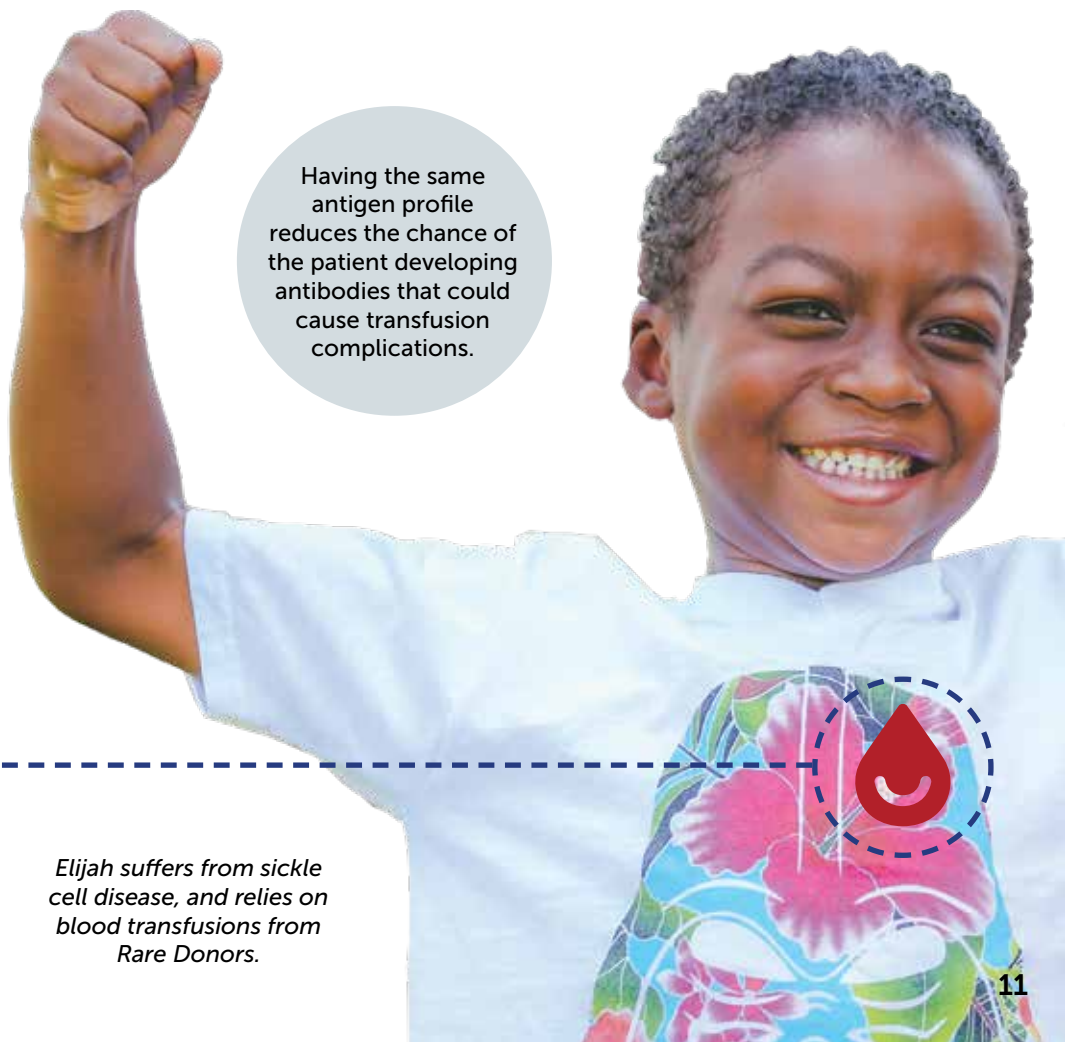 Having the same
antigen profile
reduces the chance of
the patient developing
antibodies that could
cause transfusion
complications.
Elijah suffers from sickle
cell disease, and relies on
blood transfusions from
Rare Donors.
11